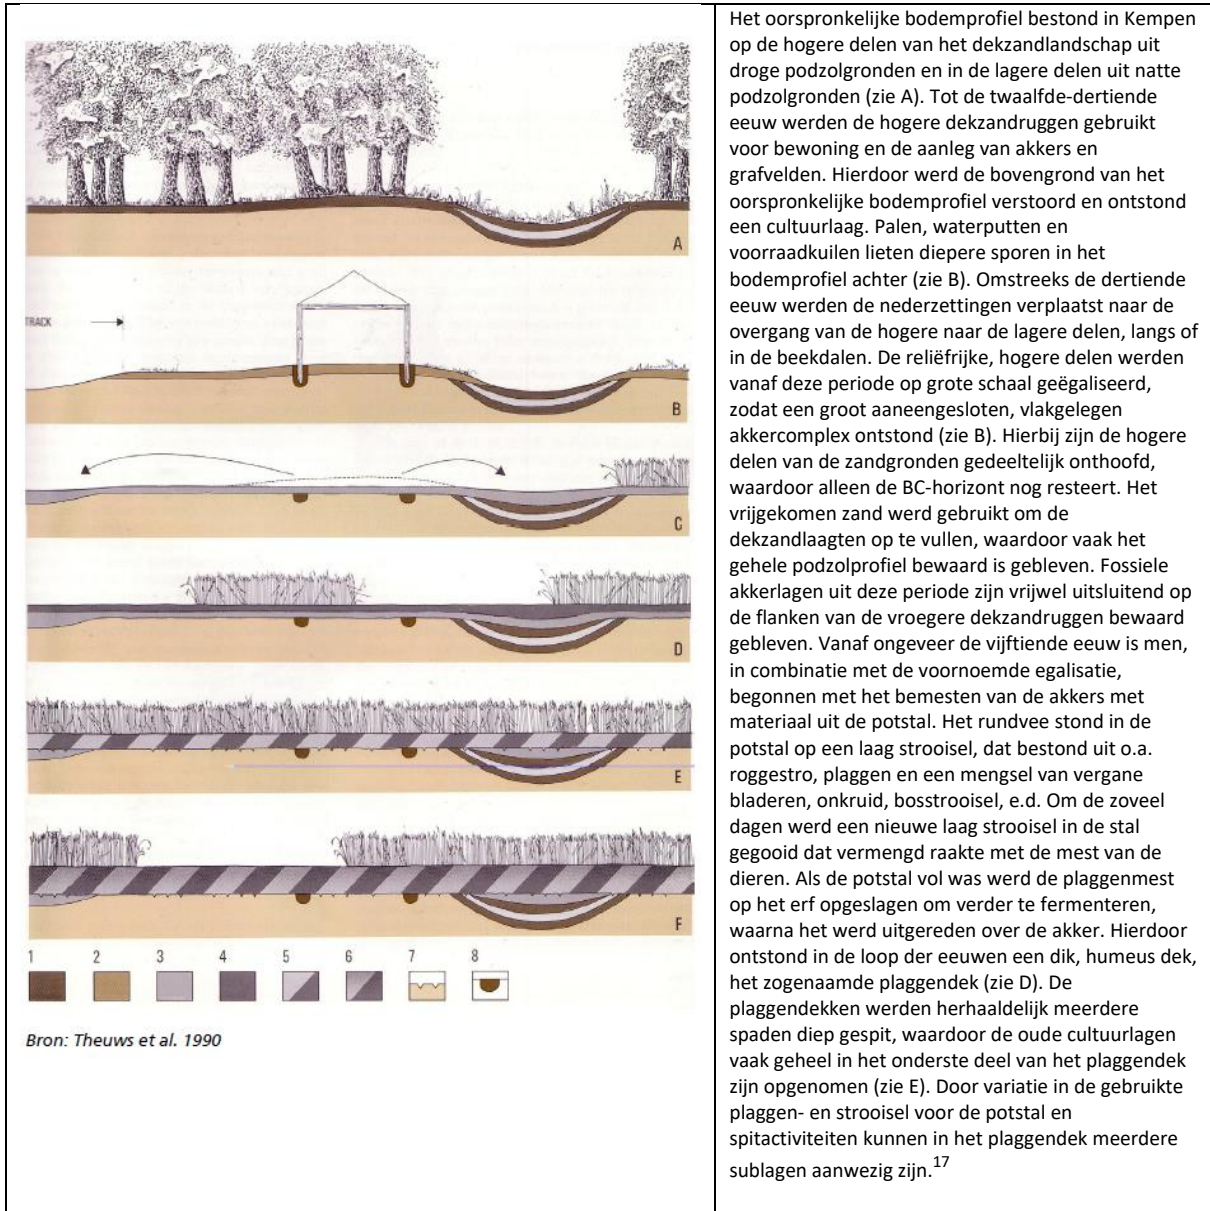 A
TRACK
B
C
D
E
F
1 2 3 4 5 6 7 8
Bron: Theuws et al. 1990
Het oorspronkelijke bodemprofiel bestond in Kempen
op de hogere delen van het dekzandlandschap uit
droge podzolgronden en in de lagere delen uit natte
podzolgronden (zie A). Tot de twaalfde-dertiende
eeuw werden de hogere dekzandruggen gebruikt
voor bewoning en de aanleg van akkers en
grafvelden. Hierdoor werd de bovengrond van het
oorspronkelijke bodemprofiel verstoord en ontstond
een cultuurlaag. Palen, waterputten en
voorraadkuilen lieten diepere sporen in het
bodemprofiel achter (zie B). Omstreeks de dertiende
eeuw werden de nederzettingen verplaatst naar de
overgang van de hogere naar de lagere delen, langs of
in de beekdalen. De reliëfrijke, hogere delen werden
vanaf deze periode op grote schaal geëgaliseerd,
zodat een groot aaneengesloten, vlakgelegen
akkercomplex ontstond (zie B). Hierbij zijn de hogere
delen van de zandgronden gedeeltelijk onthoofd,
waardoor alleen de BC-horizont nog resteert. Het
vrijgekomen zand werd gebruikt om de
dekzandlaagten op te vullen, waardoor vaak het
gehele podzolprofiel bewaard is gebleven. Fossiele
akkerlagen uit deze periode zijn vrijwel uitsluitend op
de flanken van de vroegere dekzandruggen bewaard
gebleven. Vanaf ongeveer de vijftiende eeuw is men,
in combinatie met de voornoemde egalisatie,
begonnen met het bemesten van de akkers met
materiaal uit de potstal. Het rundvee stond in de
potstal op een laag strooisel, dat bestond uit o.a.
roggestro, plaggen en een mengsel van vergane
bladeren, onkruid, bosstrooisel, e.d. Om de zoveel
dagen werd een nieuwe laag strooisel in de stal
gegooid dat vermengd raakte met de mest van de
dieren. Als de potstal vol was werd de plaggenmest
op het erf opgeslagen om verder te fermenteren,
waarna het werd uitgereden over de akker. Hierdoor
ontstond in de loop der eeuwen een dik, humeus dek,
het zogenaamde plaggendek (zie D). De
plaggendekken werden herhaaldelijk meerdere
spaden diep gespit, waardoor de oude cultuurlagen
vaak geheel in het onderste deel van het plaggendek
zijn opgenomen (zie E). Door variatie in de gebruikte
plaggen- en strooisel voor de potstal en
spitactiviteiten kunnen in het plaggendek meerdere
sublagen aanwezig zijn.17